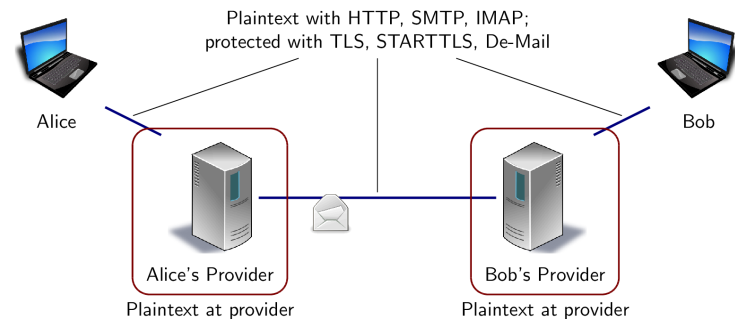 Plaintext with HTTP, SMTP, IMAP;
protected with TLS, STARTTLS, De-Mail
Alice
Bob
Alice's Provider
Bob's Provider
Plaintext at provider
Plaintext at provider